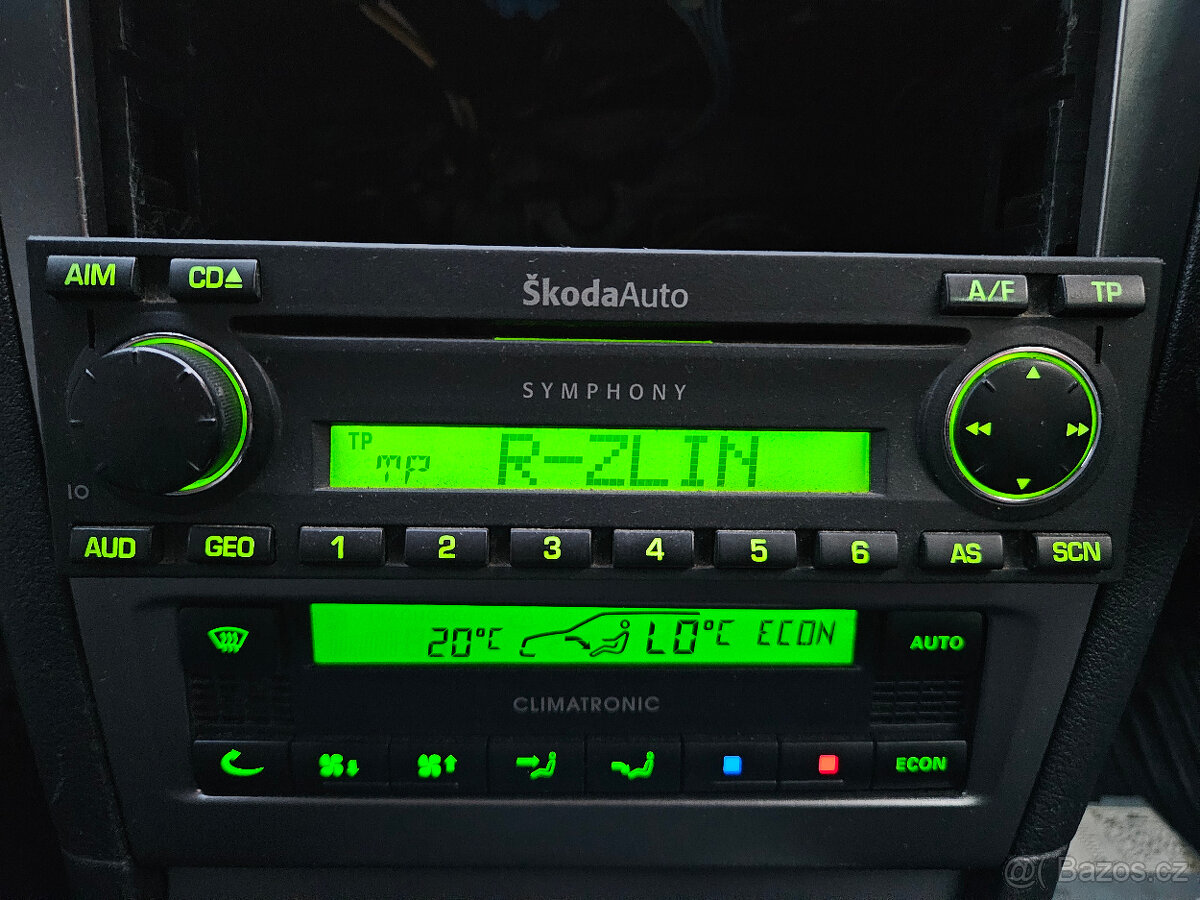 AIM CD ŠkodaAuto A/F TP
SYMPHONY
TP
mp R-ZLIN
IO
AUD GEO 1 2 3 4 5 6 AS SCN
20°C LO°C ECON
AUTO
CLIMATRONIC
ECON
@( Bazos.cz